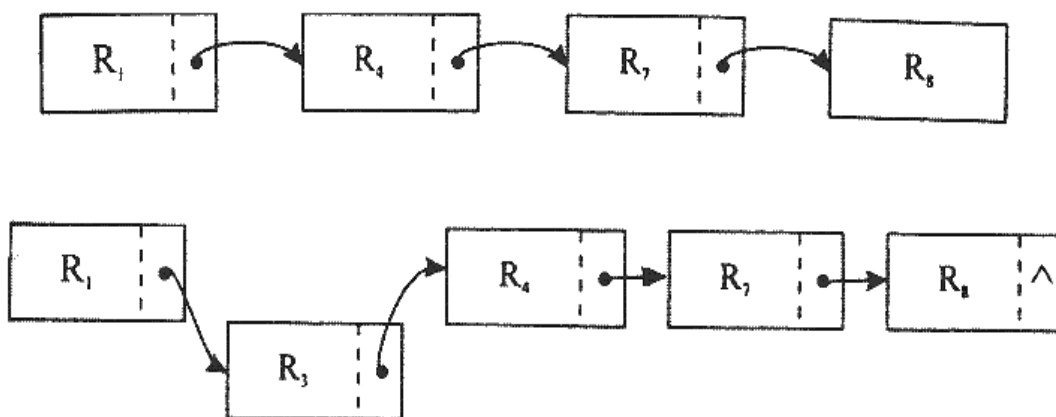 R₁ R₄ R₇ R₈
R₁ R₄ R₇ R₈ ^
R₃